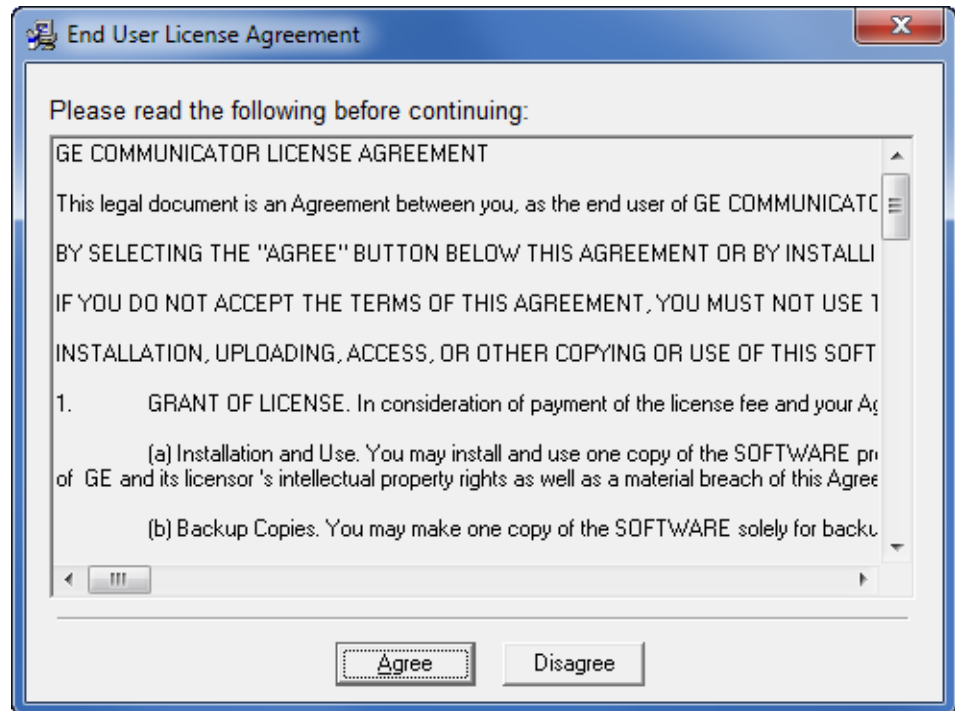 End User License Agreement
Please read the following before continuing:
GE COMMUNICATOR LICENSE AGREEMENT
This legal document is an Agreement between you, as the end user of GE COMMUNICATO
BY SELECTING THE "AGREE" BUTTON BELOW THIS AGREEMENT OR BY INSTALLI
IF YOU DO NOT ACCEPT THE TERMS OF THIS AGREEMENT, YOU MUST NOT USE
INSTALLATION, UPLOADING, ACCESS, OR OTHER COPYING OR USE OF THIS SOFT
1. GRANT OF LICENSE. In consideration of payment of the license fee and your Ag
(a) Installation and Use. You may install and use one copy of the SOFTWARE pr
of GE and its licensor 's intellectual property rights as well as a material breach of this Agree
(b) Backup Copies. You may make one copy of the SOFTWARE solely for backu
Agree
Disagree